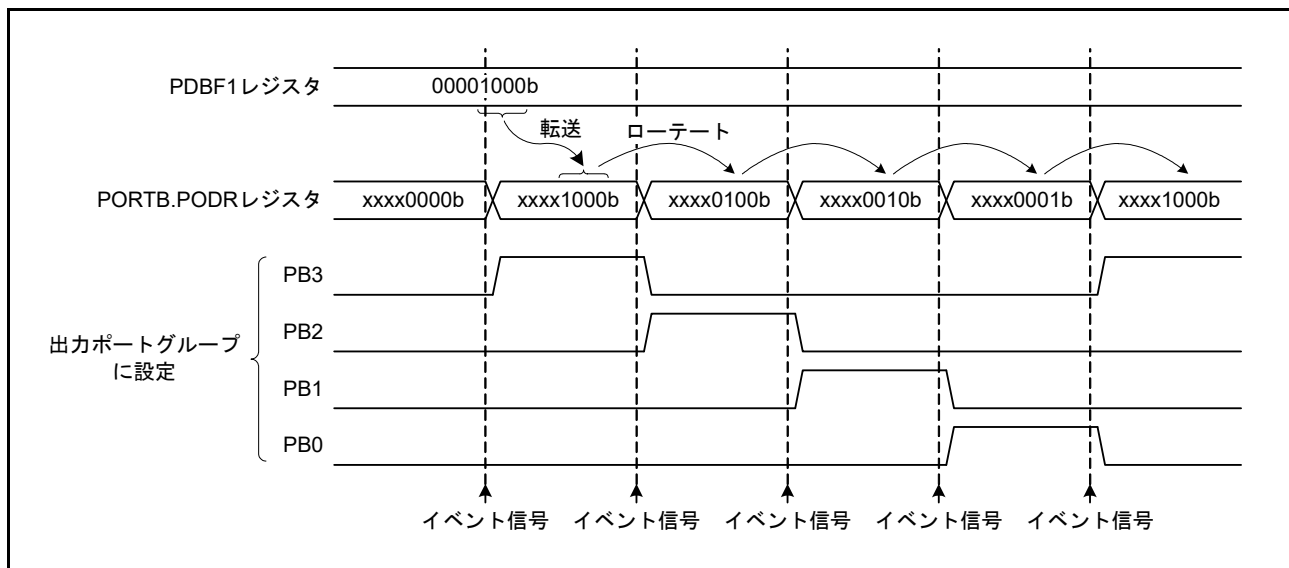 PDBF1レジスタ
00001000b
転送
ローテート
PORTB.PODRレジスタ
xxxx0000b
xxxx1000b
xxxx0100b
xxxx0010b
xxxx0001b
xxxx1000b
出力ポートグループ
に設定
PB3
PB2
PB1
PB0
イベント信号
イベント信号
イベント信号
イベント信号
イベント信号